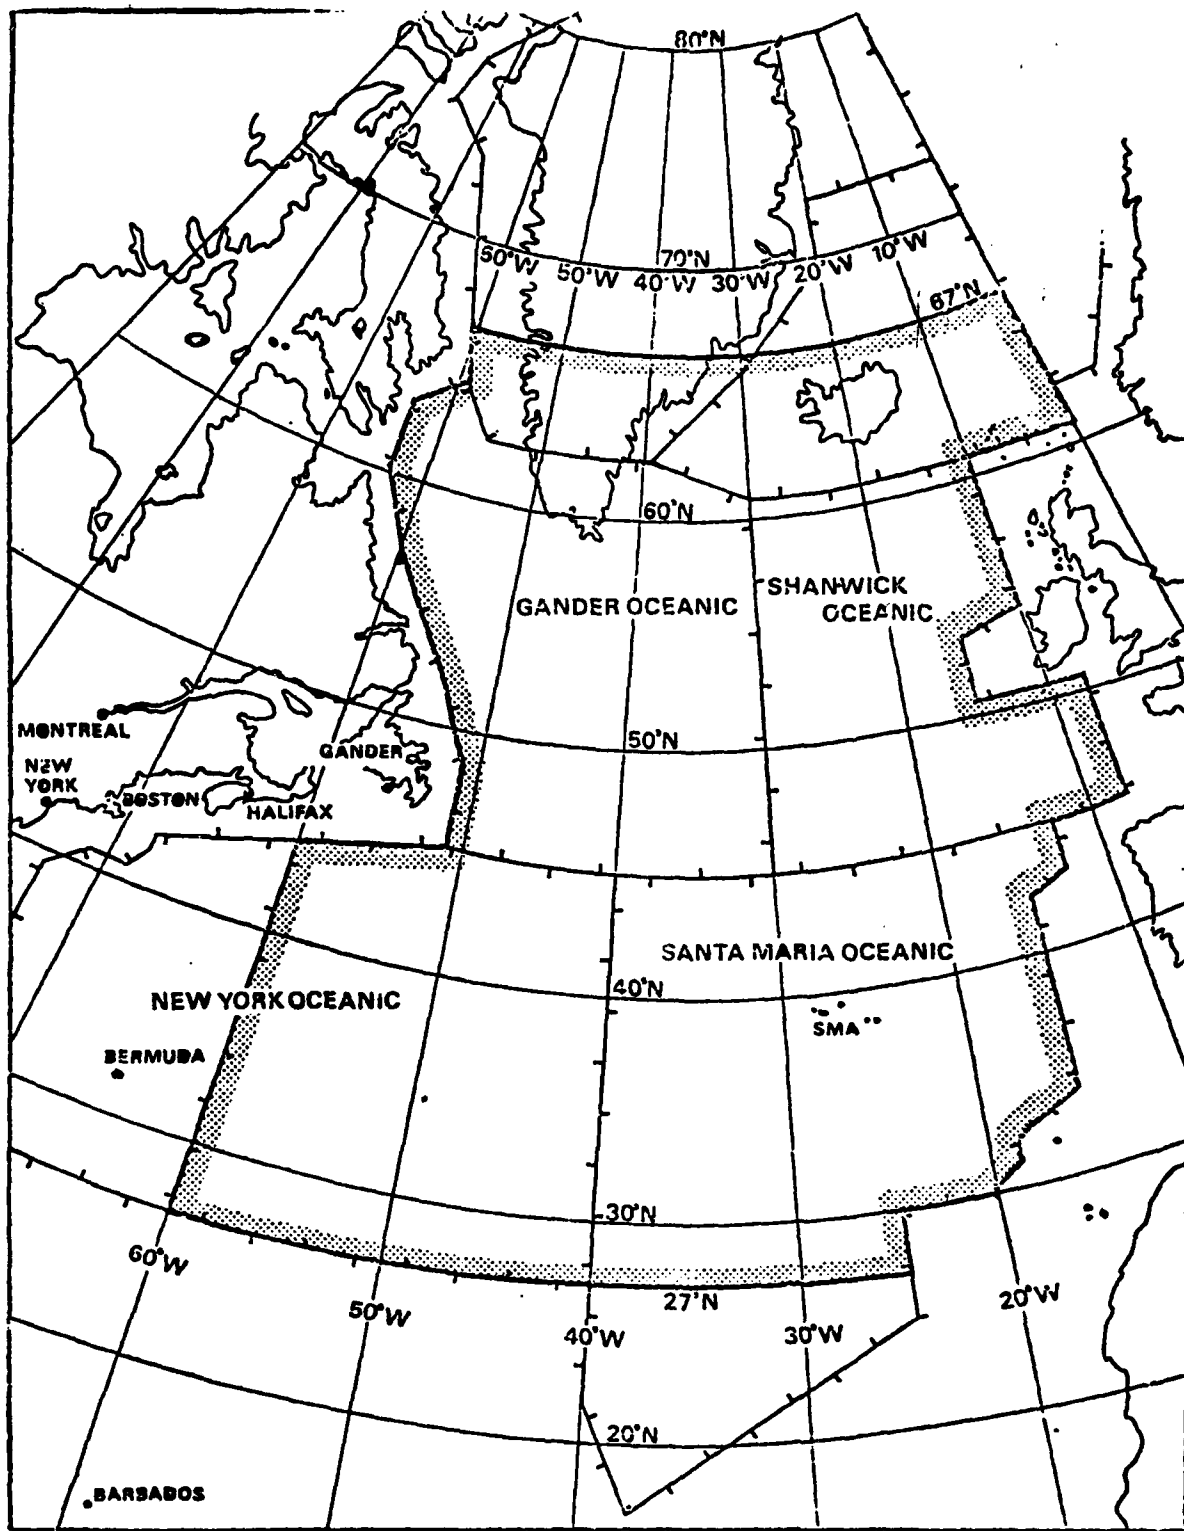 80°N
70°N
60°W 50°W 40°W 30°W 20°W 10°W
67°N
60°N
GANDER OCEANIC
SHANWICK
OCEANIC
50°N
MONTREAL
GANDER
NEW
YORK
BOSTON
HALIFAX
SANTA MARIA OCEANIC
40°N
NEW YORK OCEANIC
SMA
BERMUDA
30°N
60°W
27°N
50°W
40°W
30°W
20°W
20°N
BARBADOS